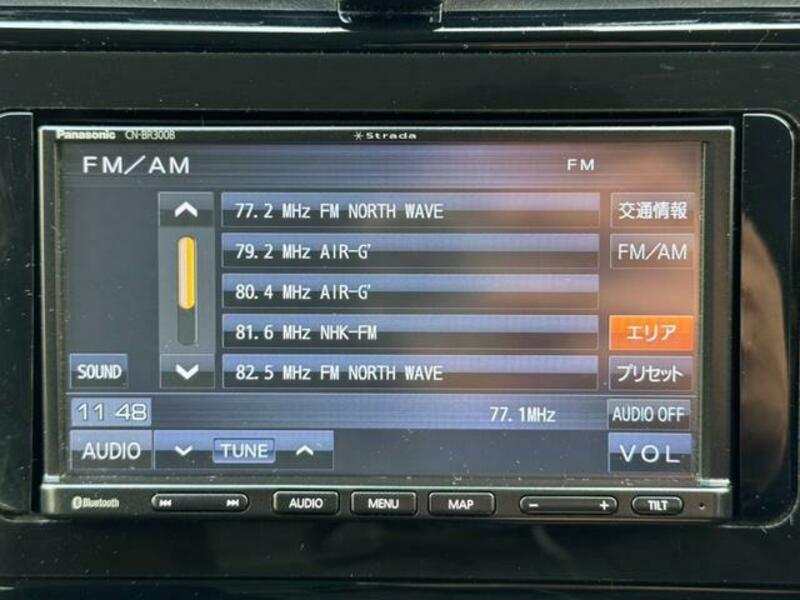 Panasonic CN-BR300B Strada
FM/AM FM
77.2 MHz FM NORTH WAVE 交通情報
79.2 MHz AIR-G' FM/AM
80.4 MHz AIR-G'
81.6 MHz NHK-FM エリア
SOUND 82.5 MHz FM NORTH WAVE プリセット
11 48 77.1MHz AUDIO OFF
AUDIO TUNE VOL
Bluetooth AUDIO MENU MAP − + TILT